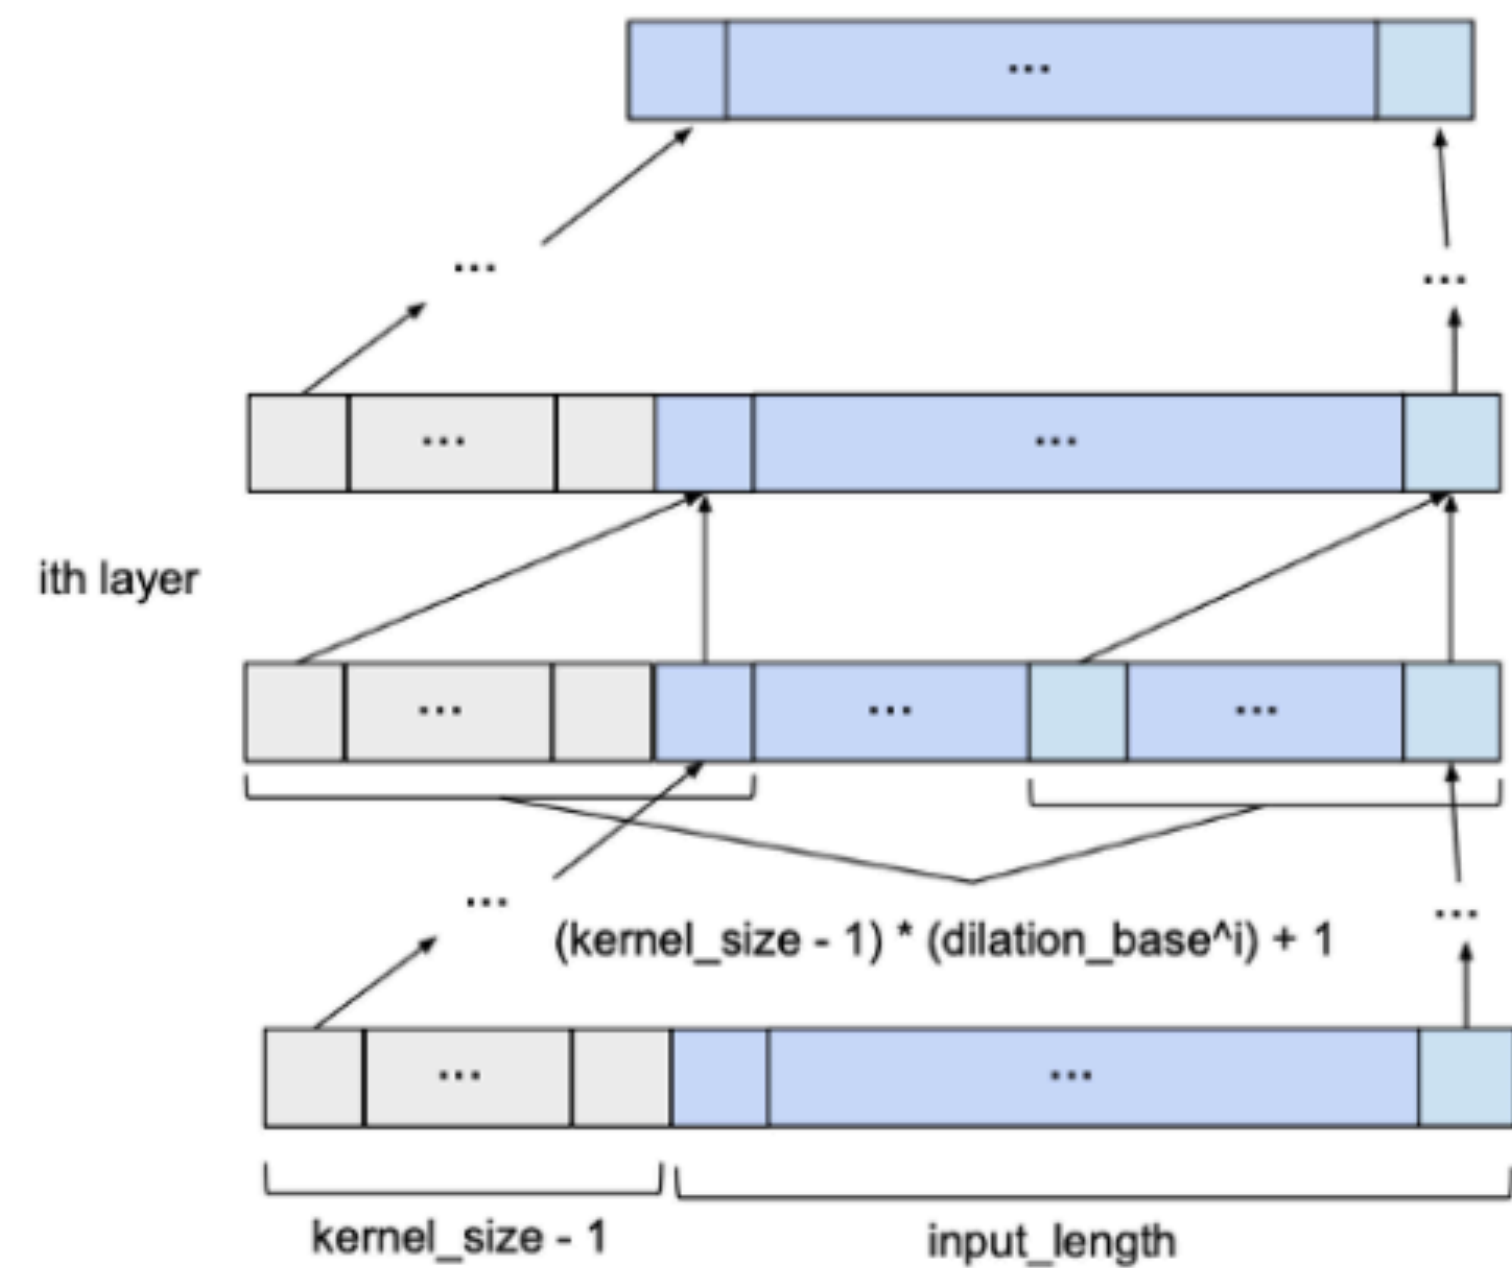 ...
... ...
... ...
ith layer
... ... ...
... ...
(kernel_size - 1) * (dilation_base^i) + 1
... ...
kernel_size - 1
input_length